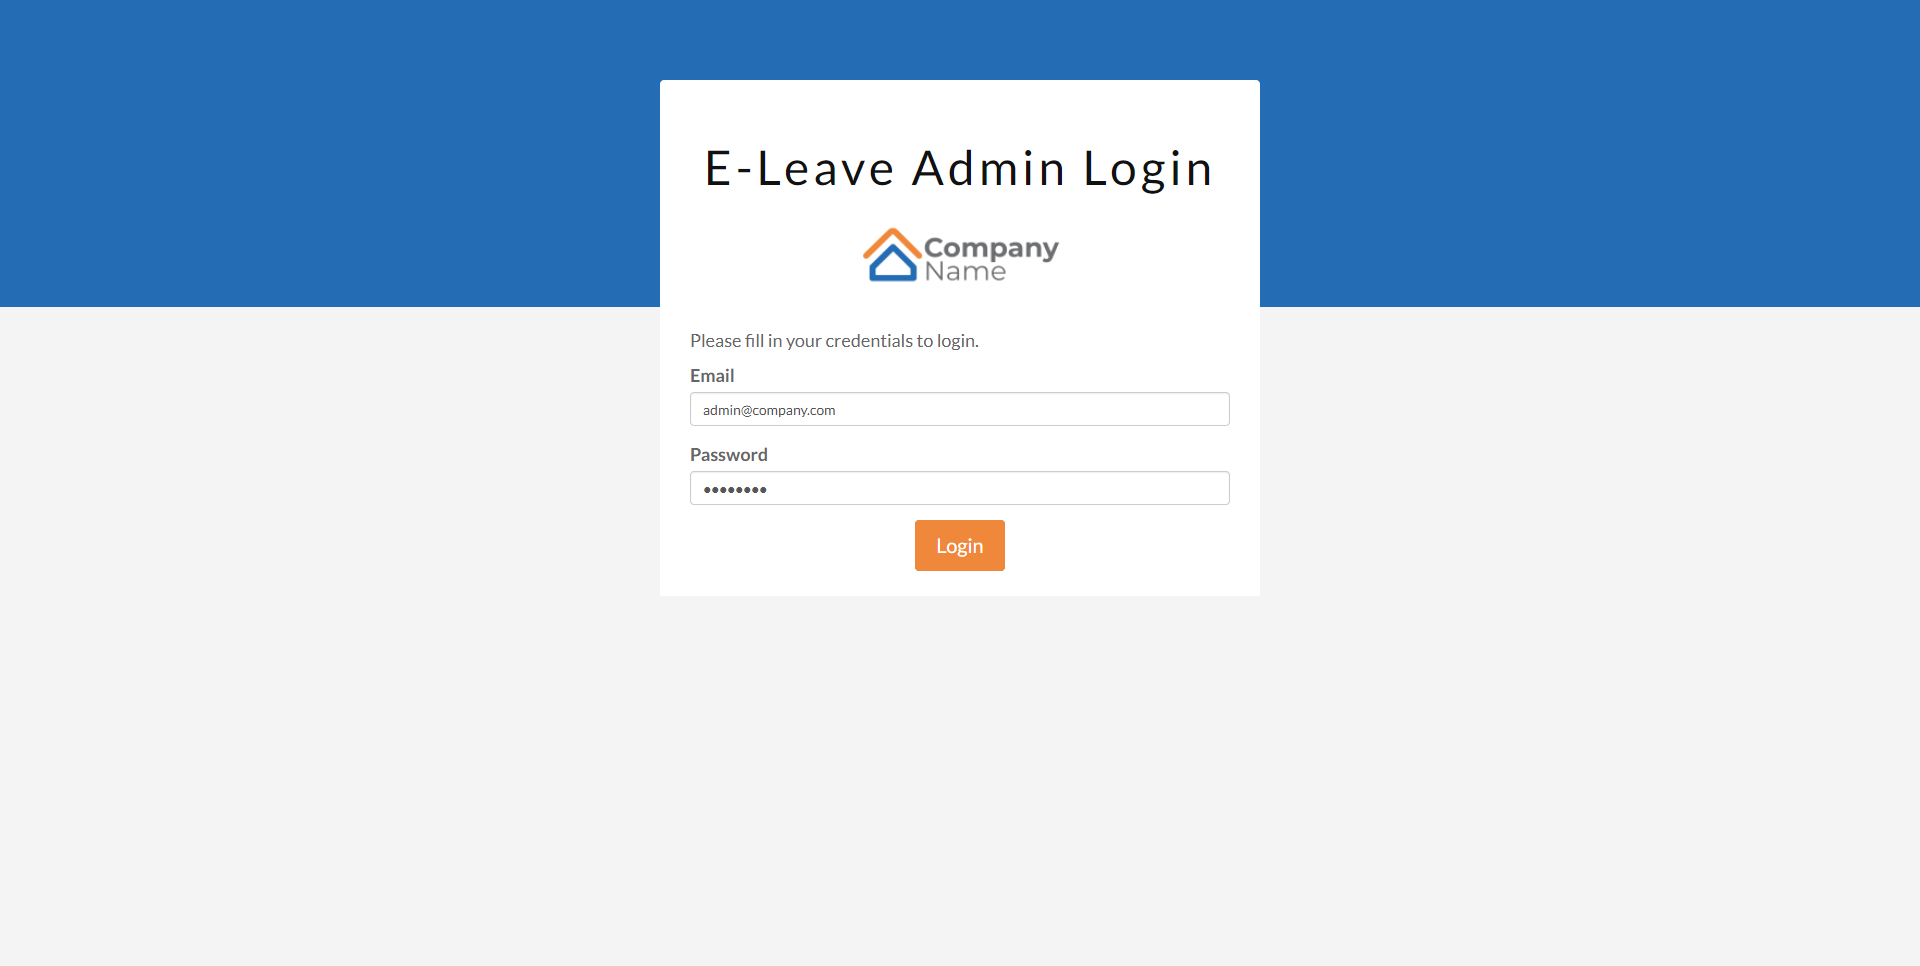 E-Leave Admin Login
Company
Name
Please fill in your credentials to login.
Email
admin@company.com
Password
••••••••
Login